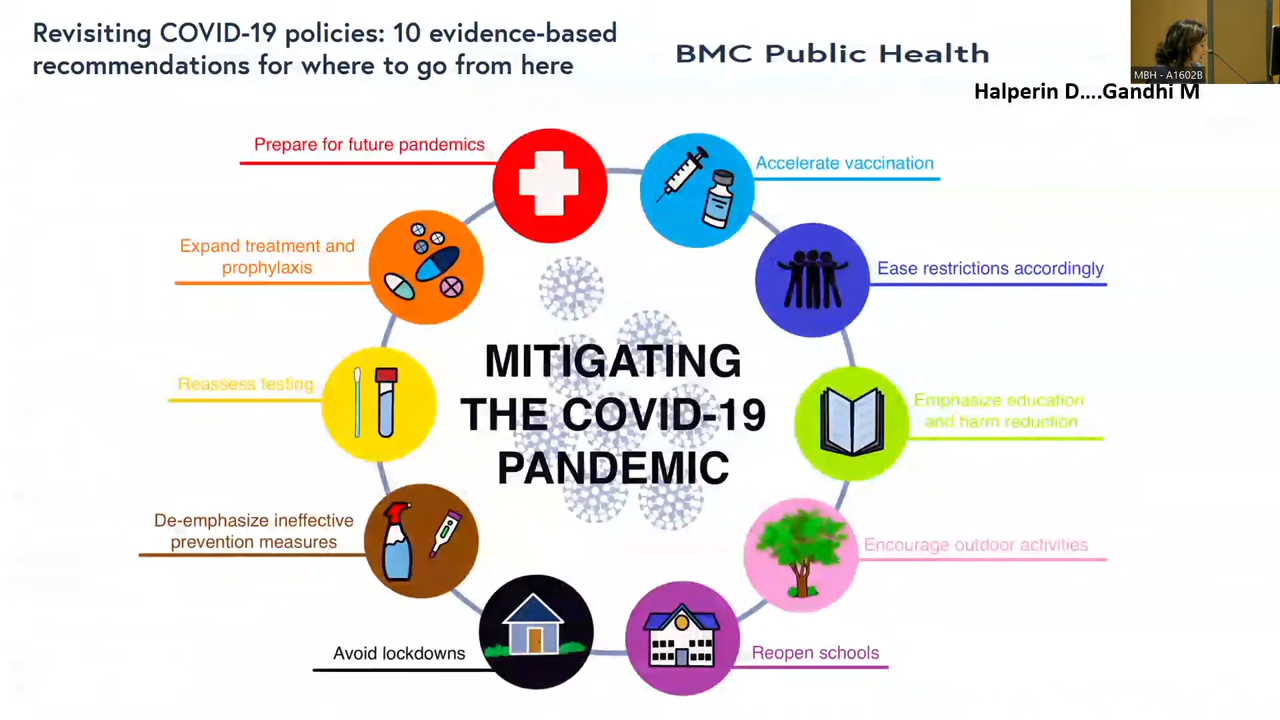 Revisiting COVID-19 policies: 10 evidence-based
recommendations for where to go from here
BMC Public Health
MBH - A1602B
Halperin D....Gandhi M
Prepare for future pandemics
Accelerate vaccination
Expand treatment and
prophylaxis
Ease restrictions accordingly
MITIGATING
THE COVID-19
PANDEMIC
Reassess testing
Emphasize education
and harm reduction
De-emphasize ineffective
prevention measures
Encourage outdoor activities
Avoid lockdowns
Reopen schools